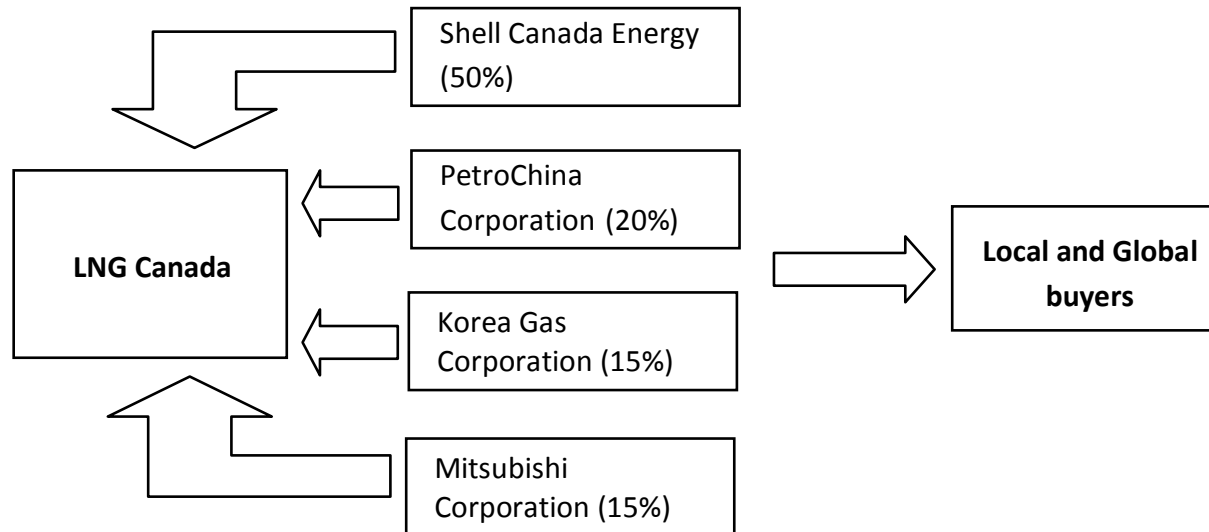 Shell Canada Energy
(50%)
PetroChina
Corporation (20%)
LNG Canada
Local and Global
buyers
Korea Gas
Corporation (15%)
Mitsubishi
Corporation (15%)